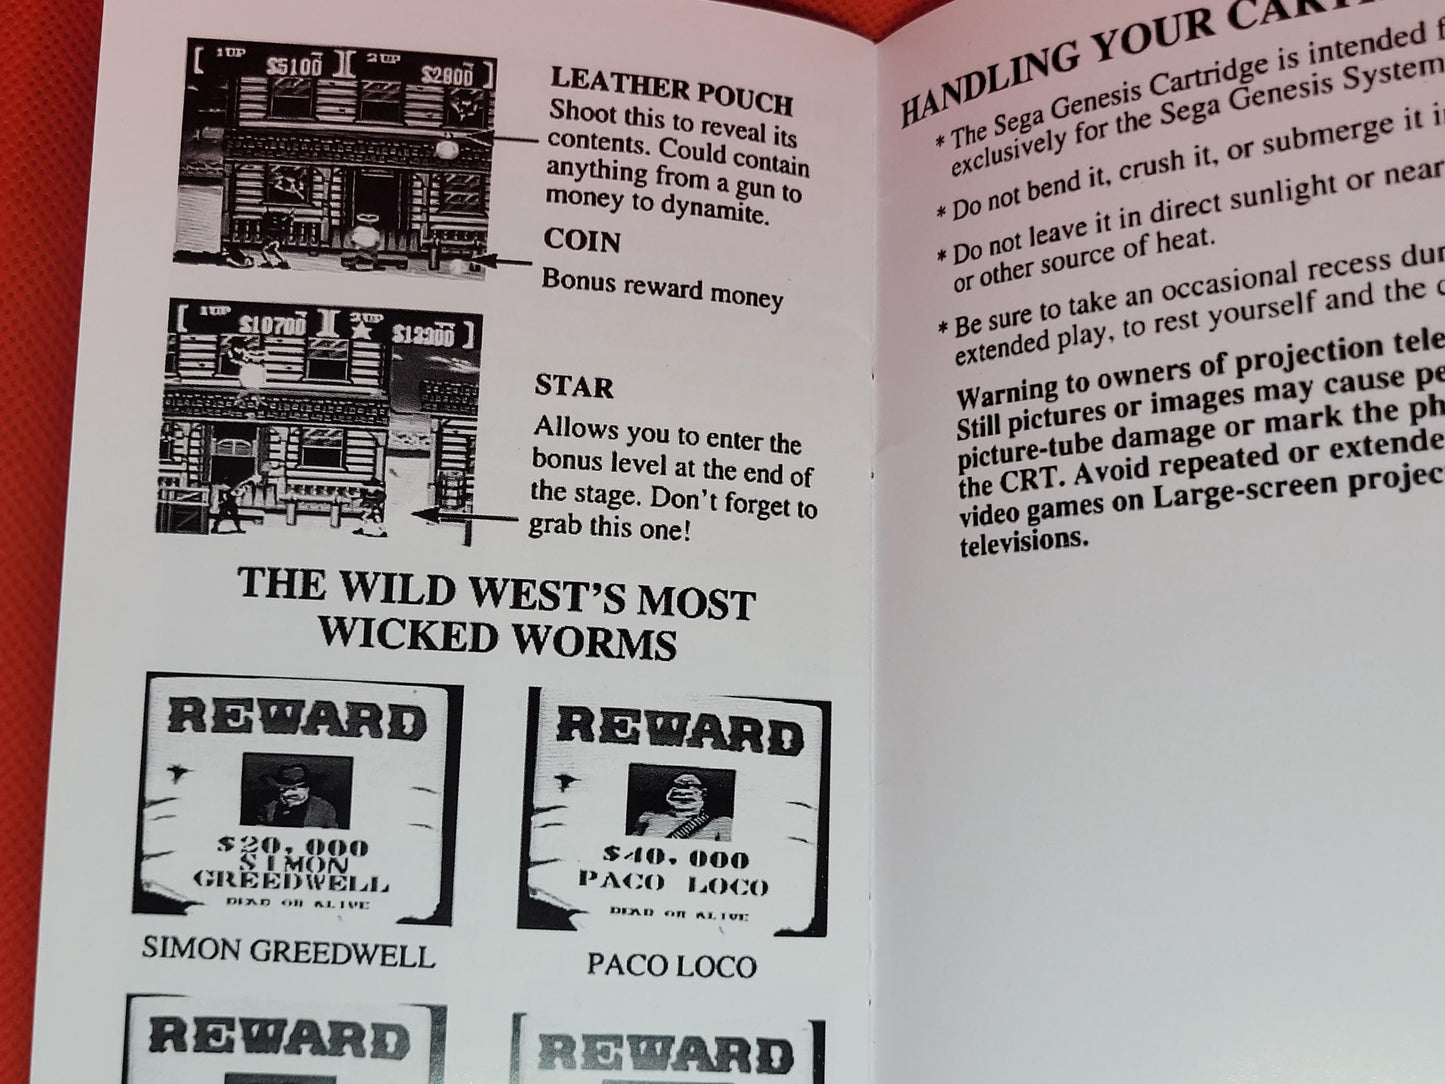 1UP
$5100
2UP
$2800
LEATHER POUCH
Shoot this to reveal its
contents. Could contain
anything from a gun to
money to dynamite.
COIN
Bonus reward money
1UP
$10700
2UP
$12300
STAR
Allows you to enter the
bonus level at the end of
the stage. Don't forget to
grab this one!
THE WILD WEST'S MOST
WICKED WORMS
REWARD
$20,000
SIMON
GREEDWELL
DEAD OR ALIVE
SIMON GREEDWELL
REWARD
$40,000
PACO LOCO
DEAD OR ALIVE
PACO LOCO
REWARD
REWARD
HANDLING YOUR
* The Sega Genesis Cartridge is intended
exclusively for the Sega Genesis System
* Do not bend it, crush it, or submerge it
* Do not leave it in direct sunlight or near
or other source of heat.
* Be sure to take an occasional recess
extended play, to rest yourself and the
Warning to owners of projection
Still pictures or images may cause
picture-tube damage or mark the
the CRT. Avoid repeated or
video games on Large-screen
televisions.